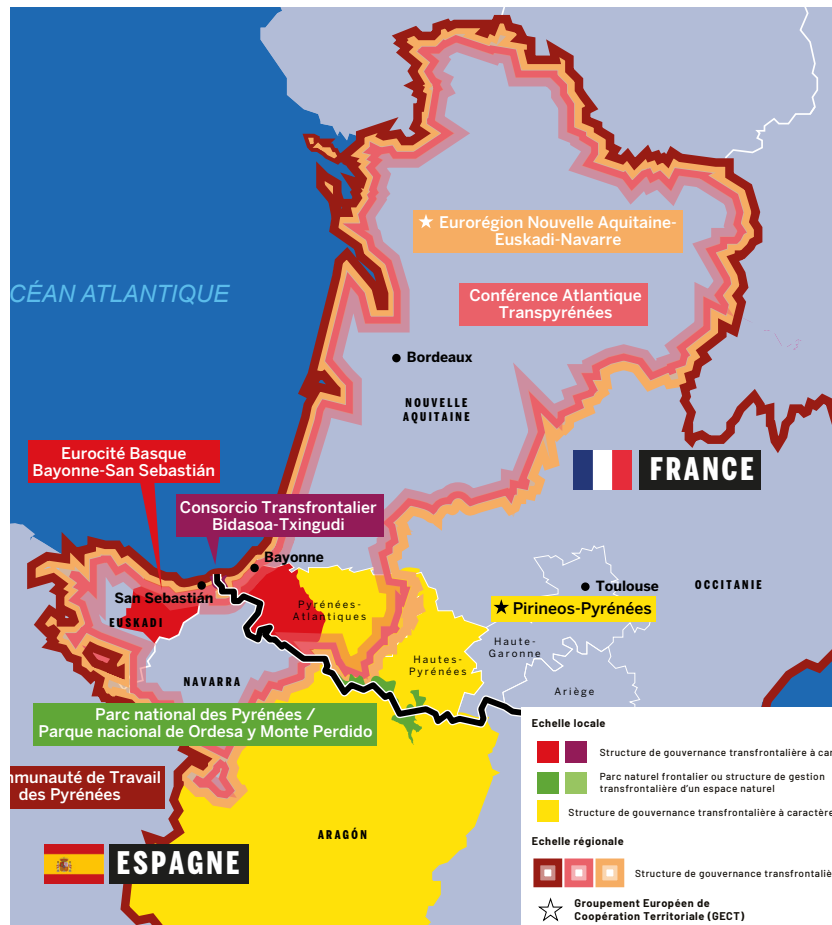 ★ Eurorégion Nouvelle Aquitaine-
Euskadi-Navarre
CÉAN ATLANTIQUE
Conférence Atlantique
Transpyrénées
Bordeaux
NOUVELLE
AQUITAINE
Eurocité Basque
Bayonne-San Sebastián
FRANCE
Consorcio Transfrontalier
Bidasoa-Txingudi
Bayonne
San Sebastián
EUSKADI
Pyrénées-
Atlantiques
Toulouse
OCCITANIE
★ Pirineos-Pyrénées
Haute-
Garonne
Hautes-
Pyrénées
Ariège
NAVARRA
Parc national des Pyrénées /
Parque nacional de Ordesa y Monte Perdido
mmunauté de Travail
des Pyrénées
ARAGÓN
ESPAGNE
Echelle locale
Structure de gouvernance transfrontalière à car
Parc naturel frontalier ou structure de gestion
transfrontalière d'un espace naturel
Structure de gouvernance transfrontalière à caractère
Echelle régionale
Structure de gouvernance transfrontaliè
Groupement Européen de
Coopération Territoriale (GECT)